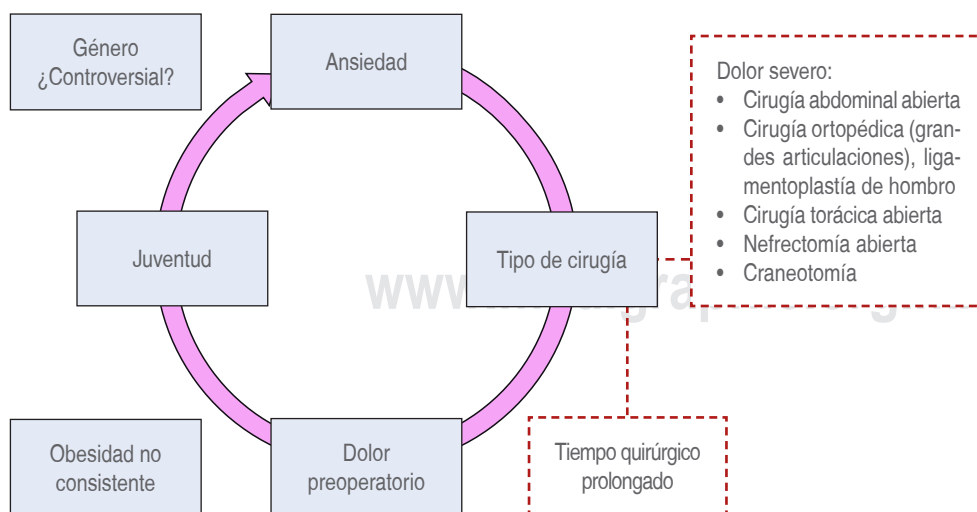 Género
¿Controversial?
Ansiedad
Dolor severo:
• Cirugía abdominal abierta
• Cirugía ortopédica (gran-
des articulaciones), liga-
mentoplastía de hombro
• Cirugía torácica abierta
• Nefrectomía abierta
• Craneotomía
Juventud
Tipo de cirugía
Obesidad no
consistente
Dolor
preoperatorio
Tiempo quirúrgico
prolongado